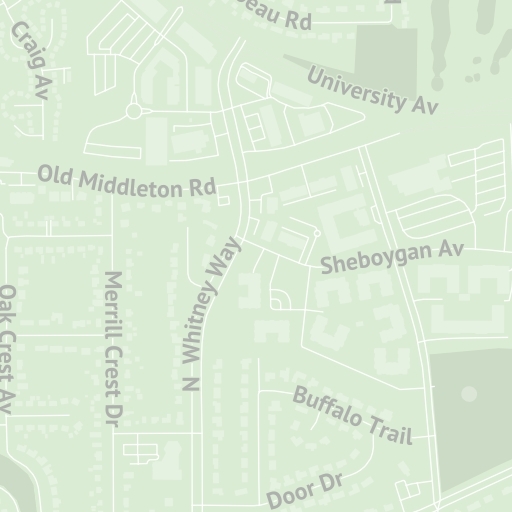 Craig Av
University Av
Old Middleton Rd
Sheboygan Av
N Whitney Way
Merrill Crest Dr
Oak Crest Av
Buffalo Trail
Door Dr